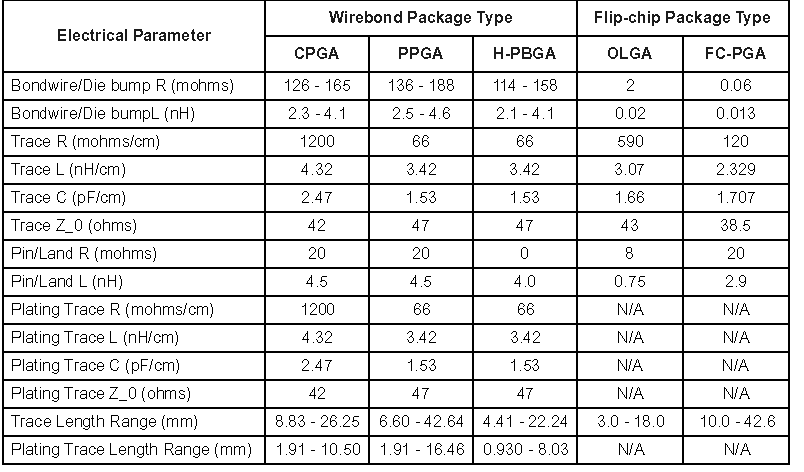 Electrical Parameter Wirebond Package Type Flip-chip Package Type
CPGA PPGA H-PBGA OLGA FC-PGA
Bondwire/Die bump R (mohms) 126 - 165 136 - 188 114 - 158 2 0.06
Bondwire/Die bumpL (nH) 2.3 - 4.1 2.5 - 4.6 2.1 - 4.1 0.02 0.013
Trace R (mohms/cm) 1200 66 66 590 120
Trace L (nH/cm) 4.32 3.42 3.42 3.07 2.329
Trace C (pF/cm) 2.47 1.53 1.53 1.66 1.707
Trace Z_0 (ohms) 42 47 47 43 38.5
Pin/Land R (mohms) 20 20 0 8 20
Pin/Land L (nH) 4.5 4.5 4.0 0.75 2.9
Plating Trace R (mohms/cm) 1200 66 66 N/A N/A
Plating Trace L (nH/cm) 4.32 3.42 3.42 N/A N/A
Plating Trace C (pF/cm) 2.47 1.53 1.53 N/A N/A
Plating Trace Z_0 (ohms) 42 47 47 N/A N/A
Trace Length Range (mm) 8.83 - 26.25 6.60 - 42.64 4.41 - 22.24 3.0 - 18.0 10.0 - 42.6
Plating Trace Length Range (mm) 1.91 - 10.50 1.91 - 16.46 0.930 - 8.03 N/A N/A